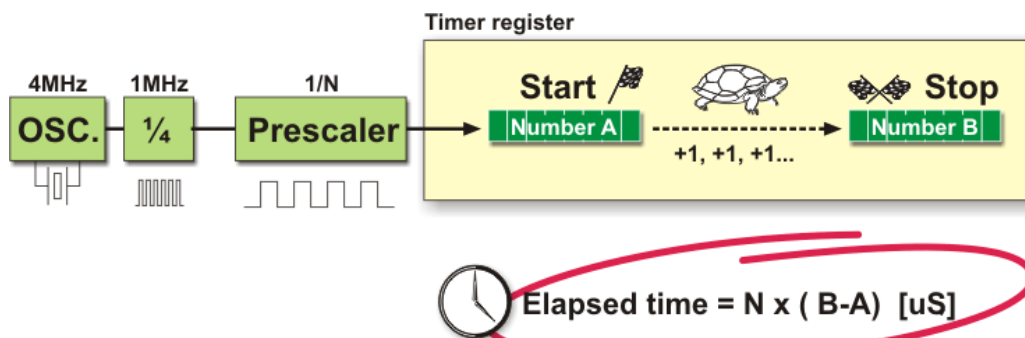 Timer register
4MHz 1MHz 1/N
Start Stop
OSC. ¼ Prescaler Number A Number B
+1, +1, +1...
Elapsed time = N x ( B-A) [uS]